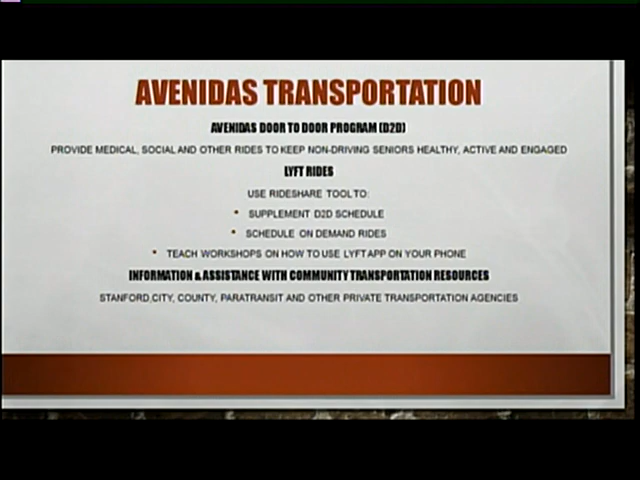 AVENIDAS TRANSPORTATION
AVENIDAS DOOR TO DOOR PROGRAM (D2D)
PROVIDE MEDICAL, SOCIAL AND OTHER RIDES TO KEEP NON-DRIVING SENIORS HEALTHY, ACTIVE AND ENGAGED
LYFT RIDES
USE RIDESHARE TOOL TO:
• SUPPLEMENT D2D SCHEDULE
• SCHEDULE ON DEMAND RIDES
• TEACH WORKSHOPS ON HOW TO USE LYFT APP ON YOUR PHONE
INFORMATION & ASSISTANCE WITH COMMUNITY TRANSPORTATION RESOURCES
STANFORD,CITY, COUNTY, PARATRANSIT AND OTHER PRIVATE TRANSPORTATION AGENCIES